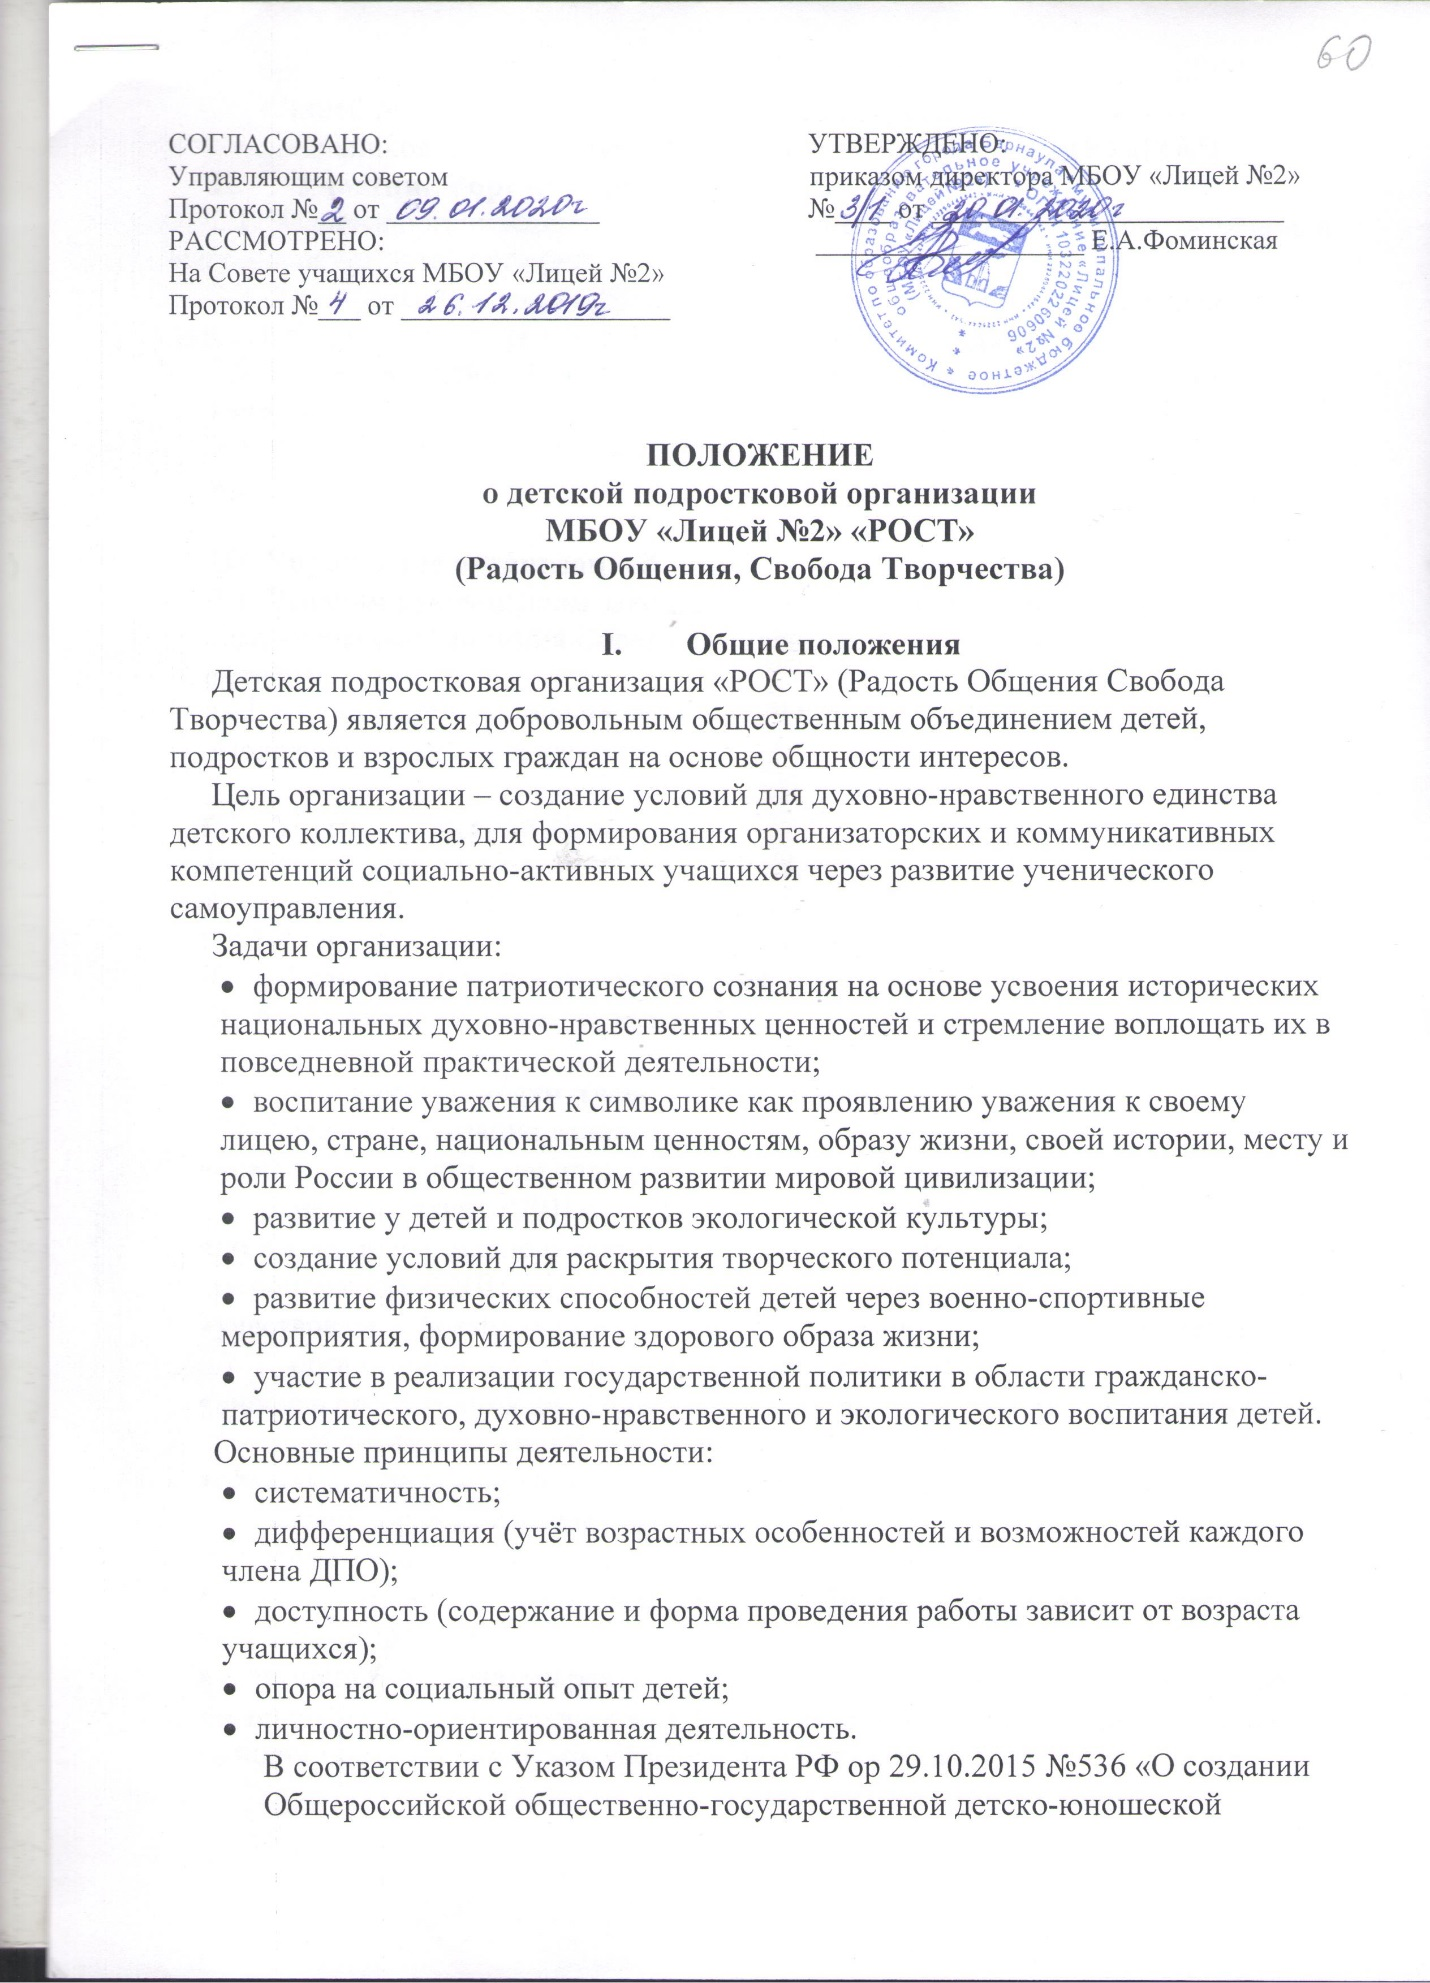 60
СОГЛАСОВАНО:
Управляющим советом
Протокол № 2 от 09.01.2020г
РАССМОТРЕНО:
На Совете учащихся МБОУ «Лицей №2»
Протокол № 4 от 26.12.2019г
УТВЕРЖДЕНО:
приказом директора МБОУ «Лицей №2»
№ 3/1 от 20.01.2020г
Е.А.Фоминская
ПОЛОЖЕНИЕ
о детской подростковой организации
МБОУ «Лицей №2» «РОСТ»
(Радость Общения, Свобода Творчества)
I. Общие положения
Детская подростковая организация «РОСТ» (Радость Общения Свобода
Творчества) является добровольным общественным объединением детей,
подростков и взрослых граждан на основе общности интересов.
Цель организации – создание условий для духовно-нравственного единства
детского коллектива, для формирования организаторских и коммуникативных
компетенций социально-активных учащихся через развитие ученического
самоуправления.
Задачи организации:
• формирование патриотического сознания на основе усвоения исторических
национальных духовно-нравственных ценностей и стремление воплощать их в
повседневной практической деятельности;
• воспитание уважения к символике как проявлению уважения к своему
лицею, стране, национальным ценностям, образу жизни, своей истории, месту и
роли России в общественном развитии мировой цивилизации;
• развитие у детей и подростков экологической культуры;
• создание условий для раскрытия творческого потенциала;
• развитие физических способностей детей через военно-спортивные
мероприятия, формирование здорового образа жизни;
• участие в реализации государственной политики в области гражданско-
патриотического, духовно-нравственного и экологического воспитания детей.
Основные принципы деятельности:
• систематичность;
• дифференциация (учёт возрастных особенностей и возможностей каждого
члена ДПО);
• доступность (содержание и форма проведения работы зависит от возраста
учащихся);
• опора на социальный опыт детей;
• личностно-ориентированная деятельность.
В соответствии с Указом Президента РФ ор 29.10.2015 №536 «О создании
Общероссийской общественно-государственной детско-юношеской